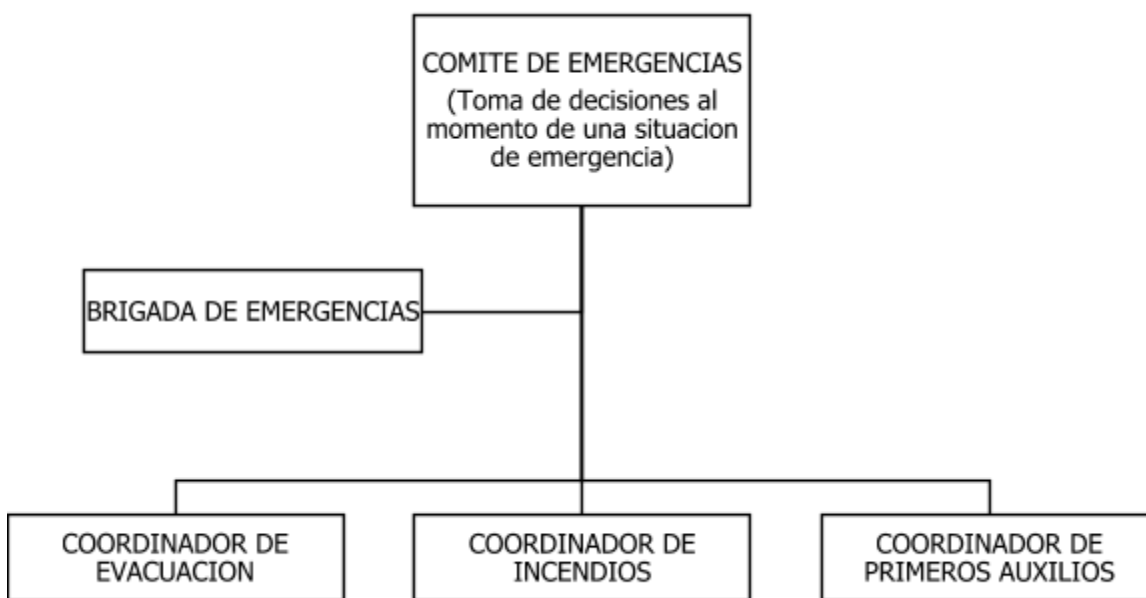 COMITE DE EMERGENCIAS
(Toma de decisiones al
momento de una situacion
de emergencia)
BRIGADA DE EMERGENCIAS
COORDINADOR DE
EVACUACION
COORDINADOR DE
INCENDIOS
COORDINADOR DE
PRIMEROS AUXILIOS